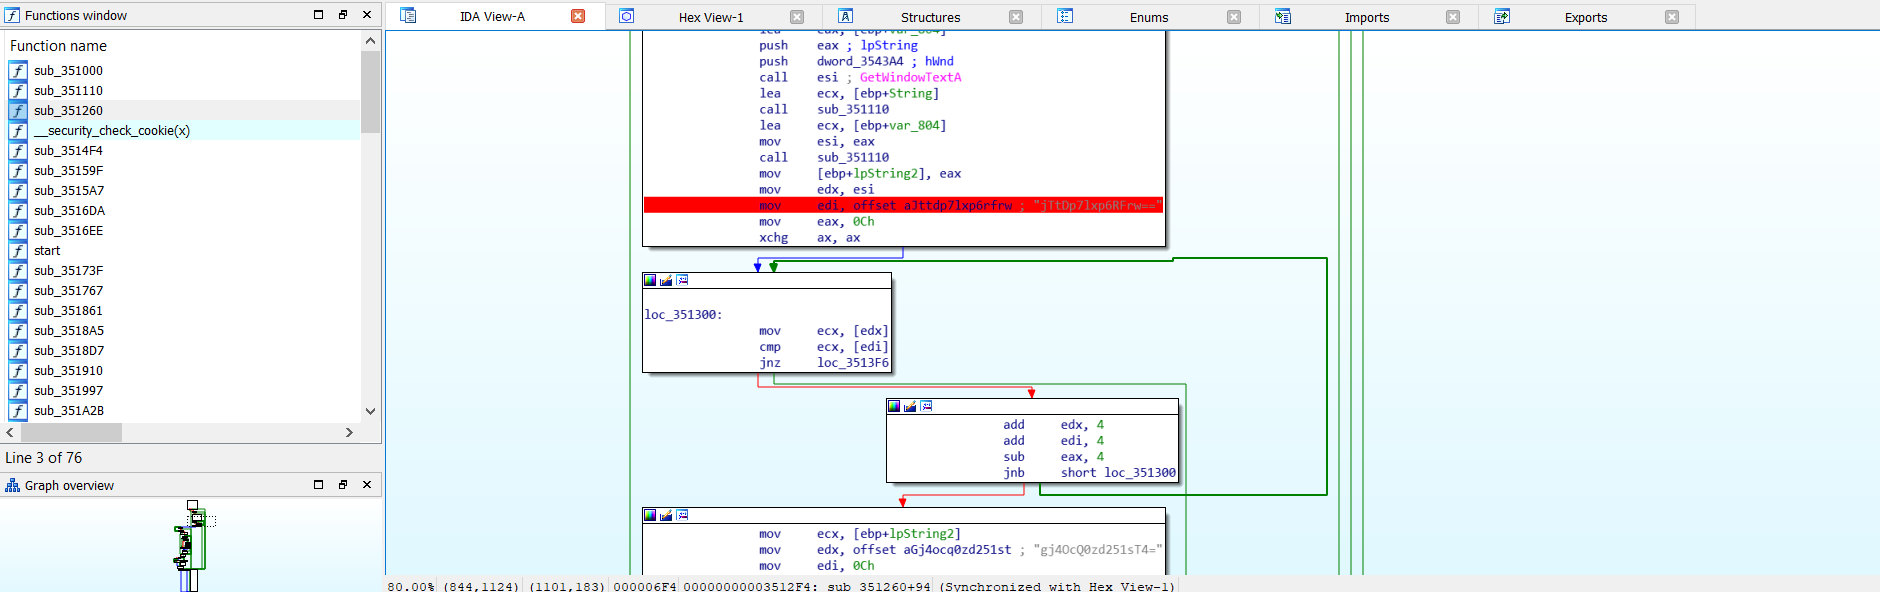 Functions window
IDA View-A
Hex View-1
Structures
Enums
Imports
Exports
Function name
sub_351000
sub_351110
sub_351260
__security_check_cookie(x)
sub_3514F4
sub_35159F
sub_3515A7
sub_3516DA
sub_3516EE
start
sub_35173F
sub_351767
sub_351861
sub_3518A5
sub_3518D7
sub_351910
sub_351997
sub_351A2B
Line 3 of 76
Graph overview
lea eax, [ebp+var_804]
push eax ; lpString
push dword_3543A4 ; hWnd
call esi ; GetWindowTextA
lea ecx, [ebp+String]
call sub_351110
lea ecx, [ebp+var_804]
mov esi, eax
call sub_351110
mov [ebp+lpString2], eax
mov edx, esi
mov edi, offset aJttdp7lxp6rfrw ; "jTtDp7lxp6RFrw=="
mov eax, 0Ch
xchg ax, ax
loc_351300:
mov ecx, [edx]
cmp ecx, [edi]
jnz loc_3513F6
add edx, 4
add edi, 4
sub eax, 4
jnb short loc_351300
mov ecx, [ebp+lpString2]
mov edx, offset aGj4ocq0zd251st ; "gj4OcQ0zd251sT4="
mov edi, 0Ch
80.00% (844,1124) (1101,183) 000006F4 00000000003512F4: sub_351260+94 (Synchronized with Hex View-1)